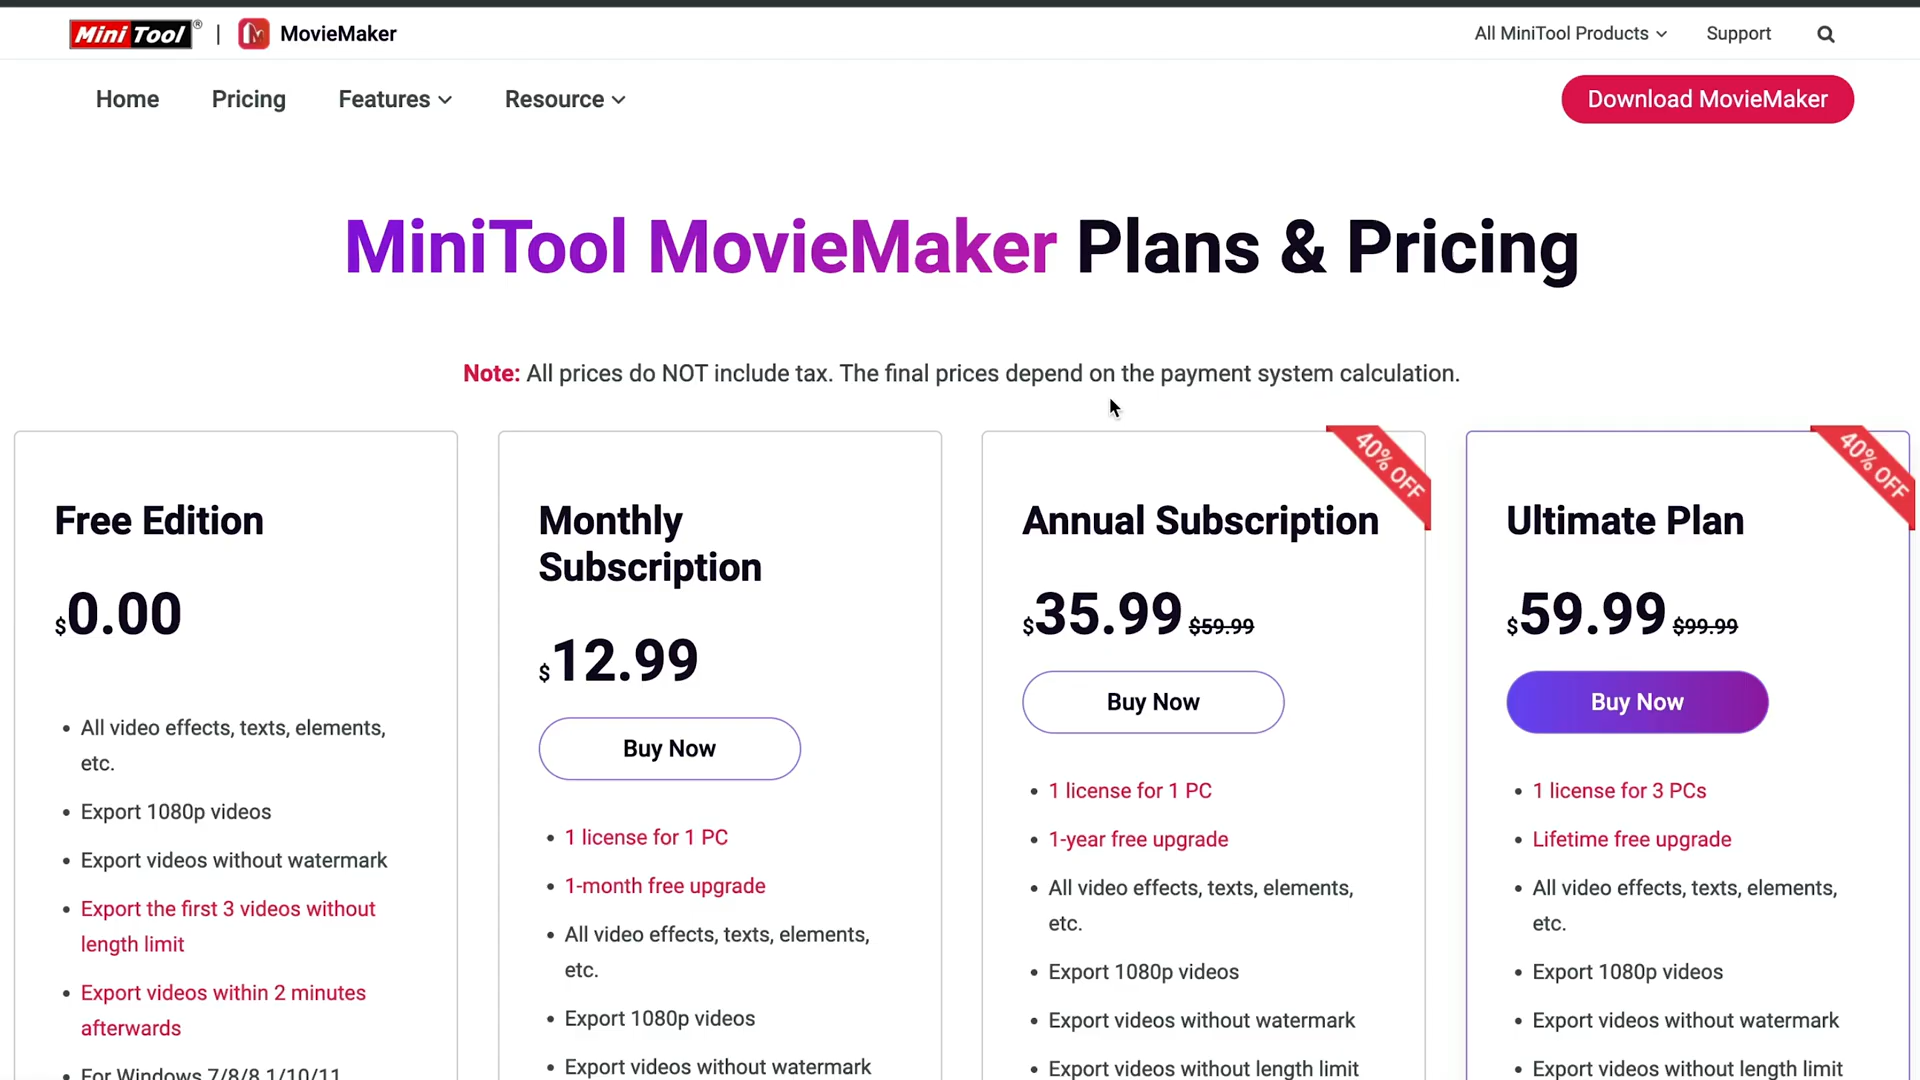 MiniTool® | MovieMaker
All MiniTool Products
Support
Home
Pricing
Features
Resource
Download MovieMaker
MiniTool MovieMaker Plans & Pricing
Note: All prices do NOT include tax. The final prices depend on the payment system calculation.
Free Edition
$0.00
• All video effects, texts, elements,
etc.
• Export 1080p videos
• Export videos without watermark
• Export the first 3 videos without
length limit
• Export videos within 2 minutes
afterwards
• For Windows 7/8/8.1/10/11
Monthly
Subscription
$12.99
Buy Now
• 1 license for 1 PC
• 1-month free upgrade
• All video effects, texts, elements,
etc.
• Export 1080p videos
• Export videos without watermark
40% OFF
Annual Subscription
$35.99 $59.99
Buy Now
• 1 license for 1 PC
• 1-year free upgrade
• All video effects, texts, elements,
etc.
• Export 1080p videos
• Export videos without watermark
• Export videos without length limit
40% OFF
Ultimate Plan
$59.99 $99.99
Buy Now
• 1 license for 3 PCs
• Lifetime free upgrade
• All video effects, texts, elements,
etc.
• Export 1080p videos
• Export videos without watermark
• Export videos without length limit